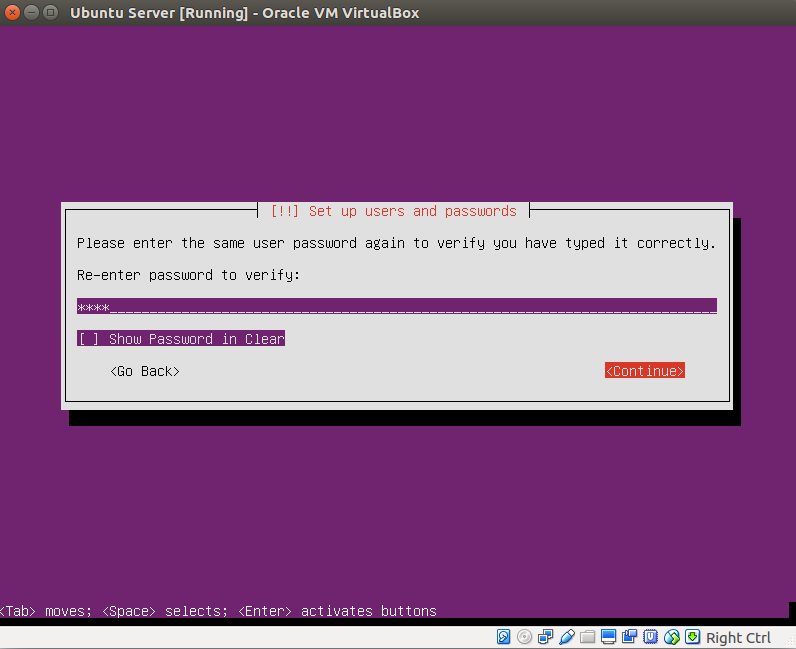 Ubuntu Server [Running] - Oracle VM VirtualBox
[!!] Set up users and passwords
Please enter the same user password again to verify you have typed it correctly.
Re-enter password to verify:
****
[ ] Show Password in Clear
<Go Back> <Continue>
<Tab> moves; <Space> selects; <Enter> activates buttons
Right Ctrl